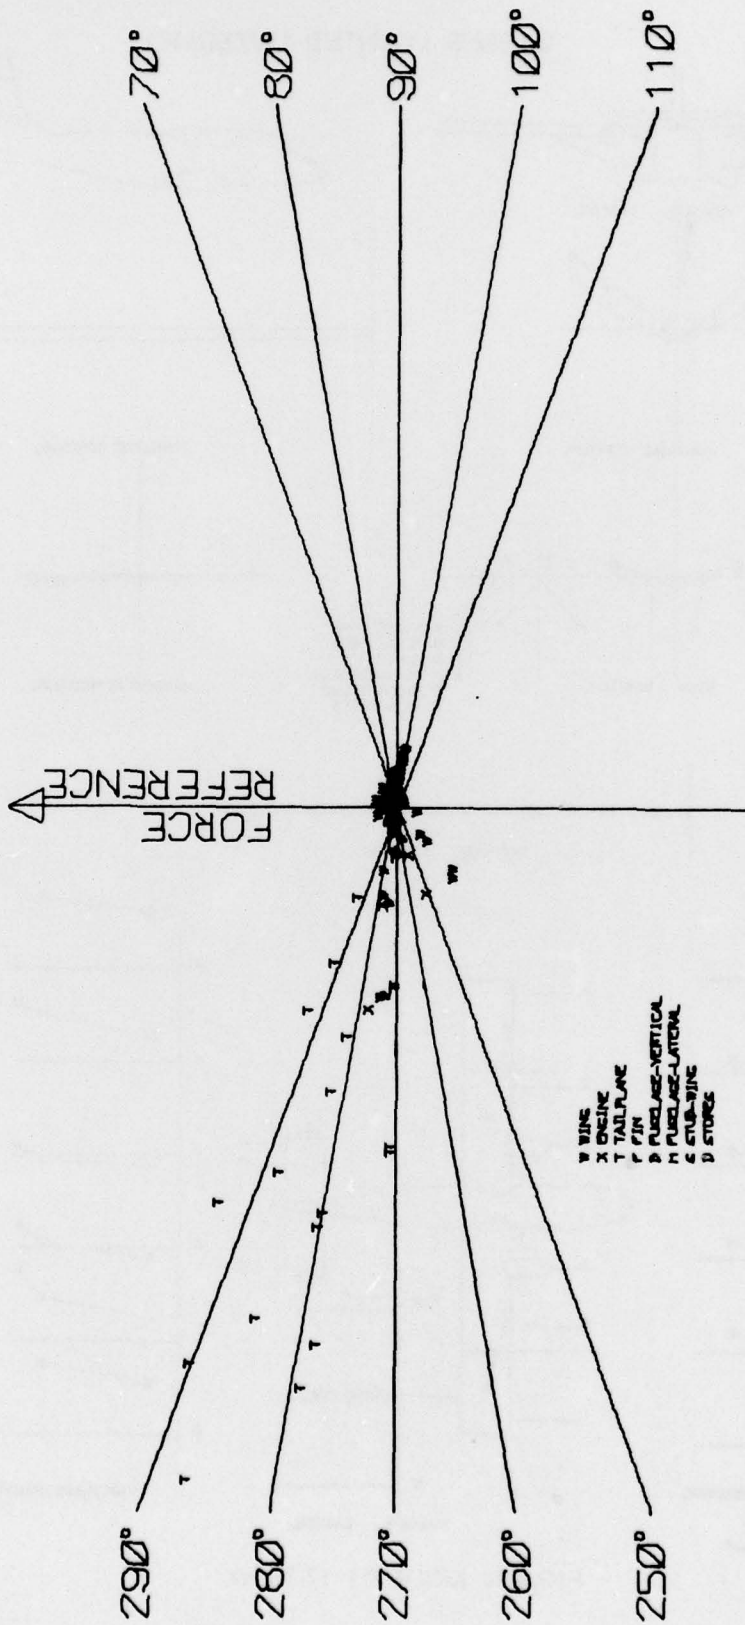 70°
80°
90°
100°
110°
FORCE
REFERENCE
W WING
X ENGINE
T TAILPLANE
F FIN
FUSELAGE-VERTICAL
M FUSELAGE-LATERAL
STUB-WING
STORES
290°
280°
270°
260°
250°